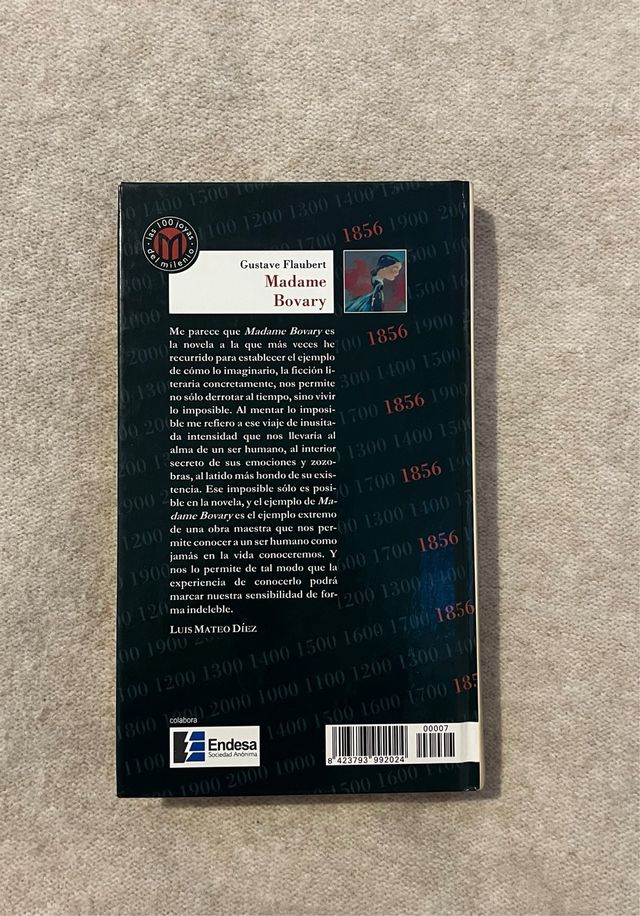 las 100 joyas
del milenio
Gustave Flaubert
Madame
Bovary
Me parece que Madame Bovary es
la novela a la que más veces he
recurrido para establecer el ejemplo
de cómo lo imaginario, la ficción li-
teraria concretamente, nos permite
no sólo derrotar al tiempo, sino vivir
lo imposible. Al mentar lo imposi-
ble me refiero a ese viaje de inusita-
da intensidad que nos llevaría al
alma de un ser humano, al interior
secreto de sus emociones y zozo-
bras, al latido más hondo de su exis-
tencia. Ese imposible sólo es posi-
ble en la novela, y el ejemplo de Ma-
dame Bovary es el ejemplo extremo
de una obra maestra que nos per-
mite conocer a un ser humano como
jamás en la vida conoceremos. Y
nos lo permite de tal modo que la
experiencia de conocerlo podrá
marcar nuestra sensibilidad de for-
ma indeleble.
LUIS MATEO DÍEZ
1856
1856
1856
1856
1856
1856
185
colabora
Endesa
Sociedad Anónima
00007
8 423793 992024